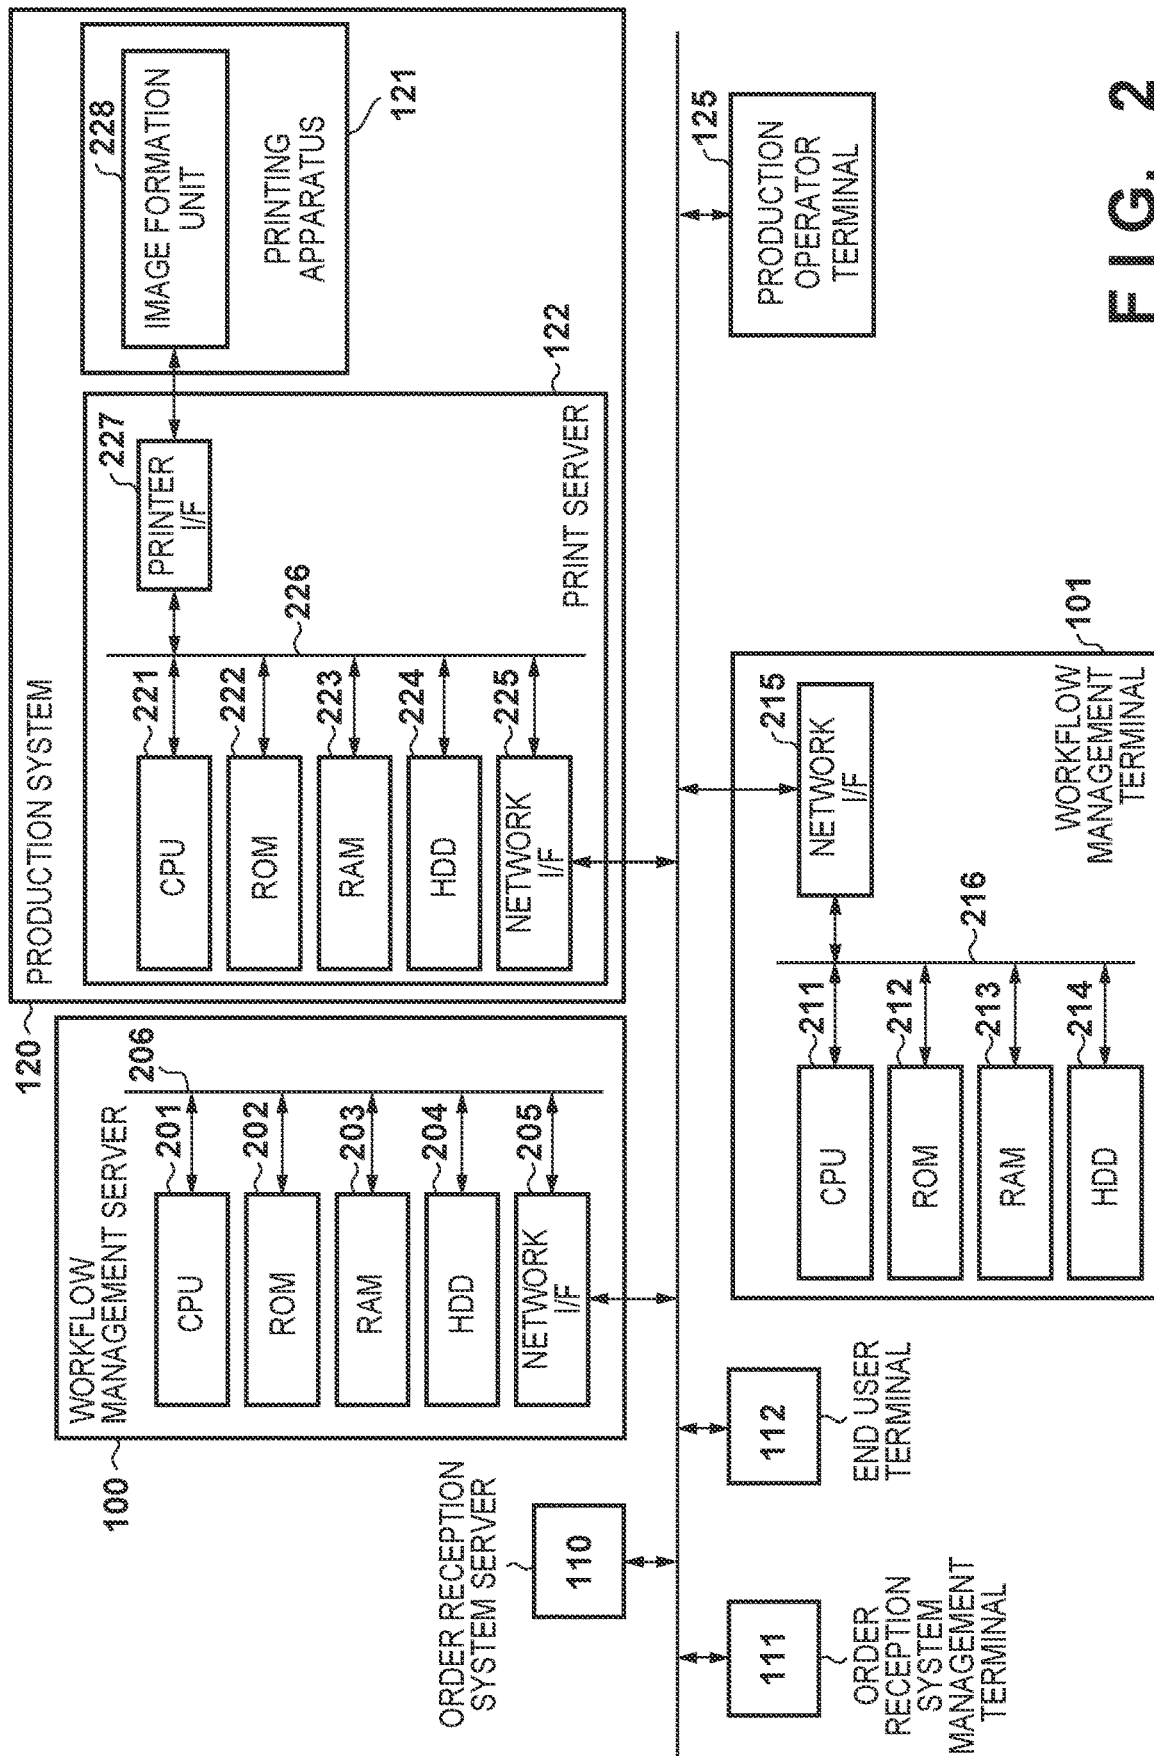 120
PRODUCTION SYSTEM
228
IMAGE FORMATION
UNIT
PRINTING
APPARATUS
121
227
PRINTER
I/F
226
221
CPU
222
ROM
223
RAM
224
HDD
225
NETWORK
I/F
PRINT SERVER
122
100
WORKFLOW
MANAGEMENT SERVER
206
201
CPU
202
ROM
203
RAM
204
HDD
205
NETWORK
I/F
ORDER RECEPTION
SYSTEM SERVER
110
111
ORDER
RECEPTION
SYSTEM
MANAGEMENT
TERMINAL
112
END USER
TERMINAL
101
WORKFLOW
MANAGEMENT
TERMINAL
215
NETWORK
I/F
216
211
CPU
212
ROM
213
RAM
214
HDD
125
PRODUCTION
OPERATOR
TERMINAL
FIG. 2